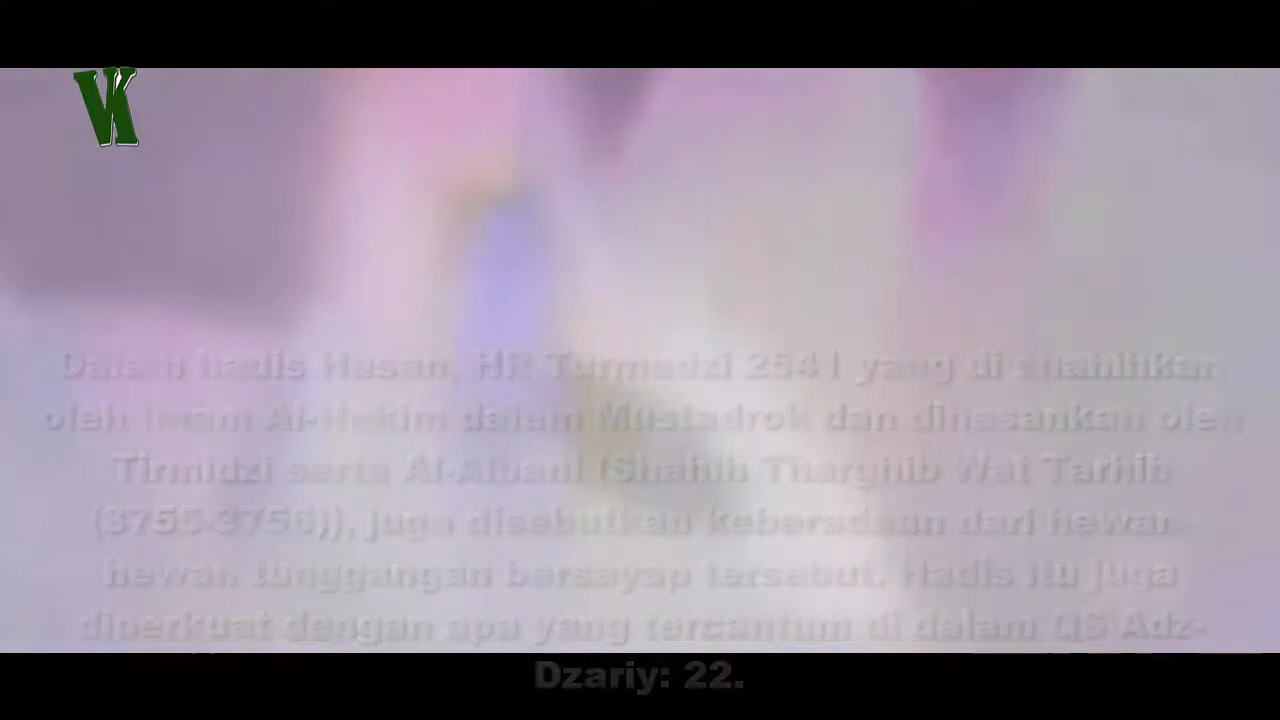 VK
Dalam hadis Hasan, HR Turmudzi 2541 yang di shahihkan
oleh Imam Al-Hakim dalam Mustadrok dan dihasankan oleh
Tirmidzi serta Al-Albani (Shahih Tharghib Wat Tarhib
(3755-3756)), juga disebutkan keberadaan dari hewan-
hewan tunggangan bersayap tersebut. Hadis itu juga
diperkuat dengan apa yang tercantum di dalam QS Adz-
Dzariy: 22.